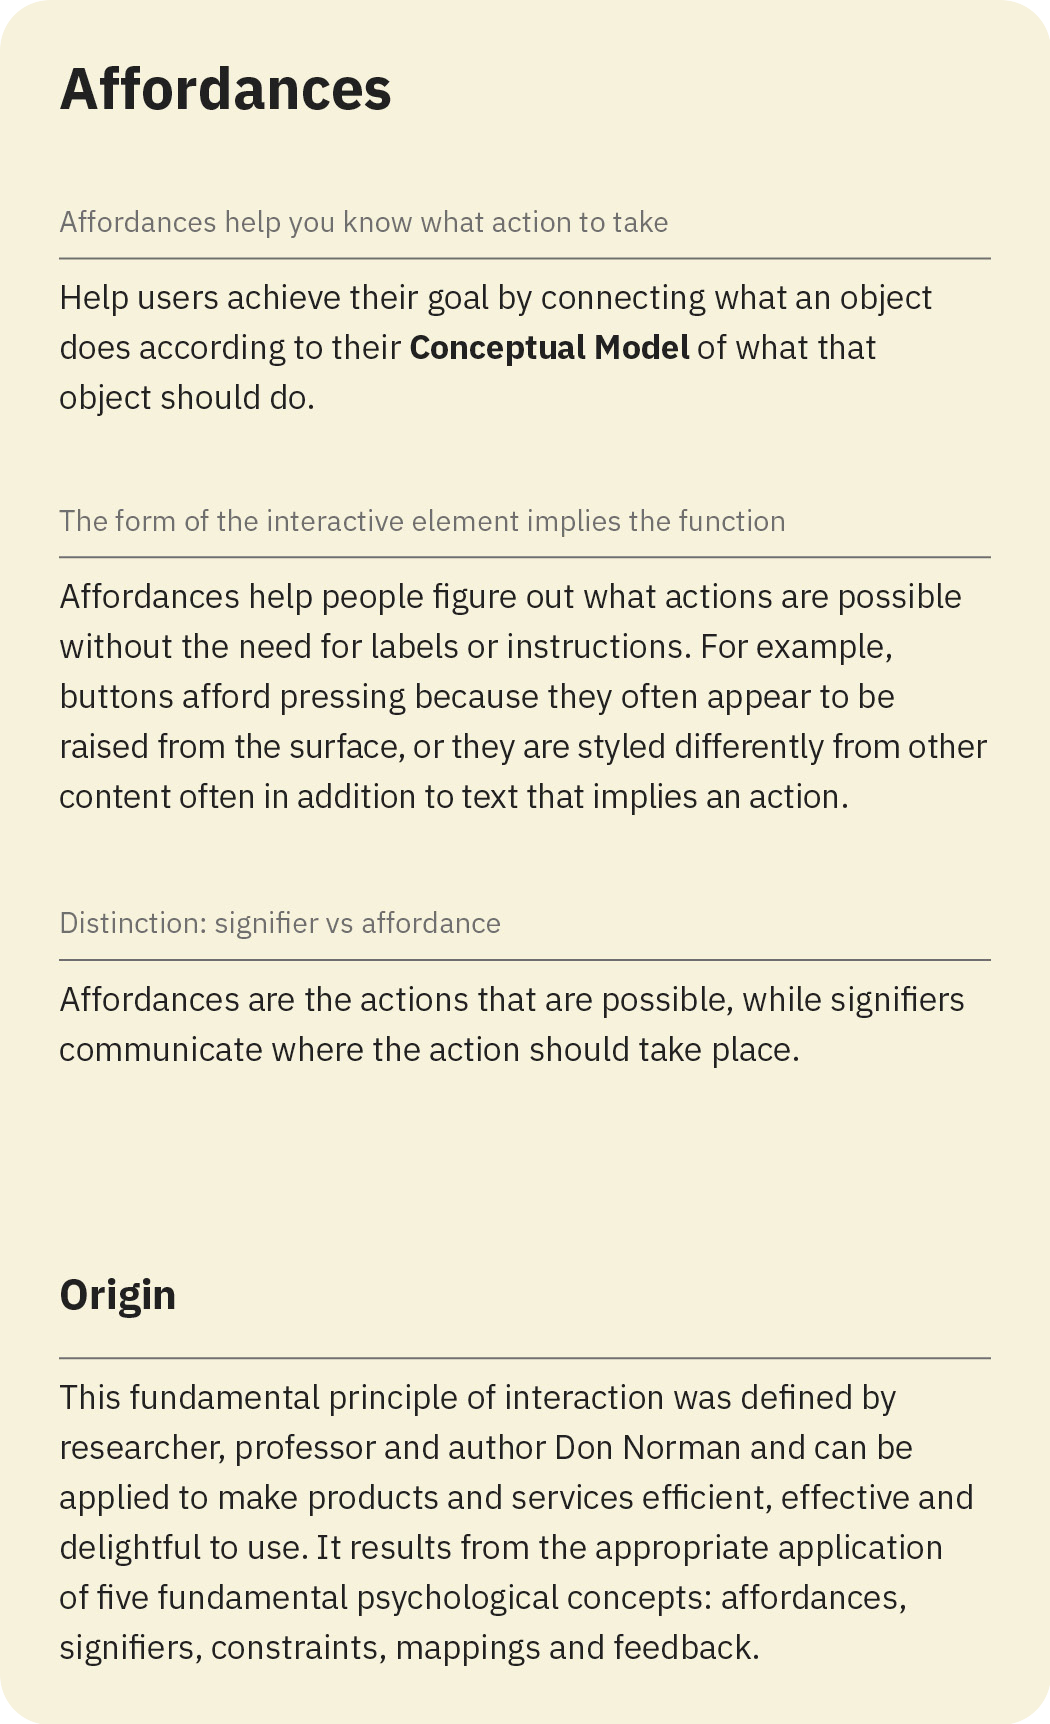 Affordances
Affordances help you know what action to take
Help users achieve their goal by connecting what an object
does according to their Conceptual Model of what that
object should do.
The form of the interactive element implies the function
Affordances help people figure out what actions are possible
without the need for labels or instructions. For example,
buttons afford pressing because they often appear to be
raised from the surface, or they are styled differently from other
content often in addition to text that implies an action.
Distinction: signifier vs affordance
Affordances are the actions that are possible, while signifiers
communicate where the action should take place.
Origin
This fundamental principle of interaction was defined by
researcher, professor and author Don Norman and can be
applied to make products and services efficient, effective and
delightful to use. It results from the appropriate application
of five fundamental psychological concepts: affordances,
signifiers, constraints, mappings and feedback.